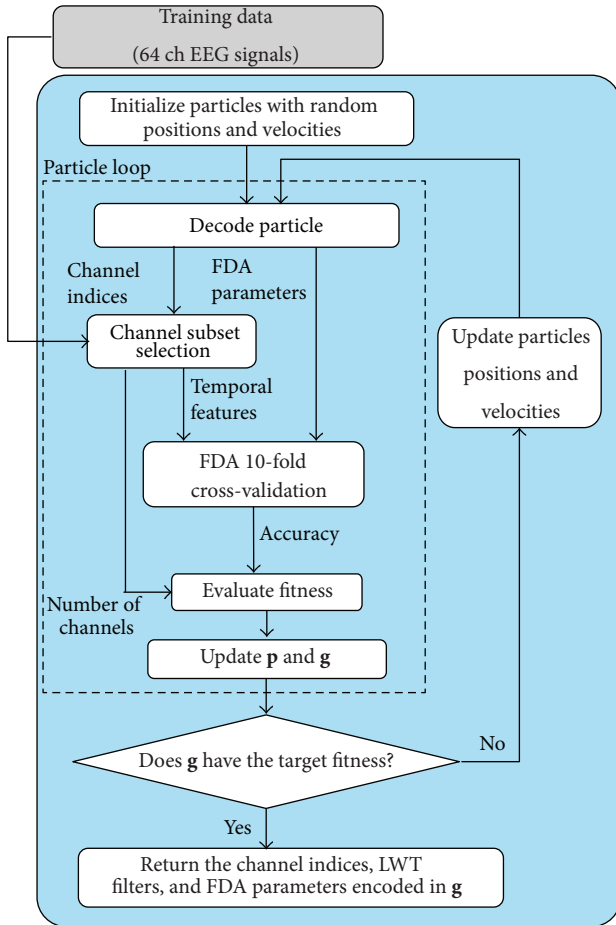 Training data
(64 ch EEG signals)
Initialize particles with random
positions and velocities
Particle loop
Decode particle
Channel
indices
FDA
parameters
Channel subset
selection
Update particles
positions and
velocities
Temporal
features
FDA 10-fold
cross-validation
Accuracy
Evaluate fitness
Number of
channels
Update p and g
Does g have the target fitness?
No
Yes
Return the channel indices, LWT
filters, and FDA parameters encoded in g